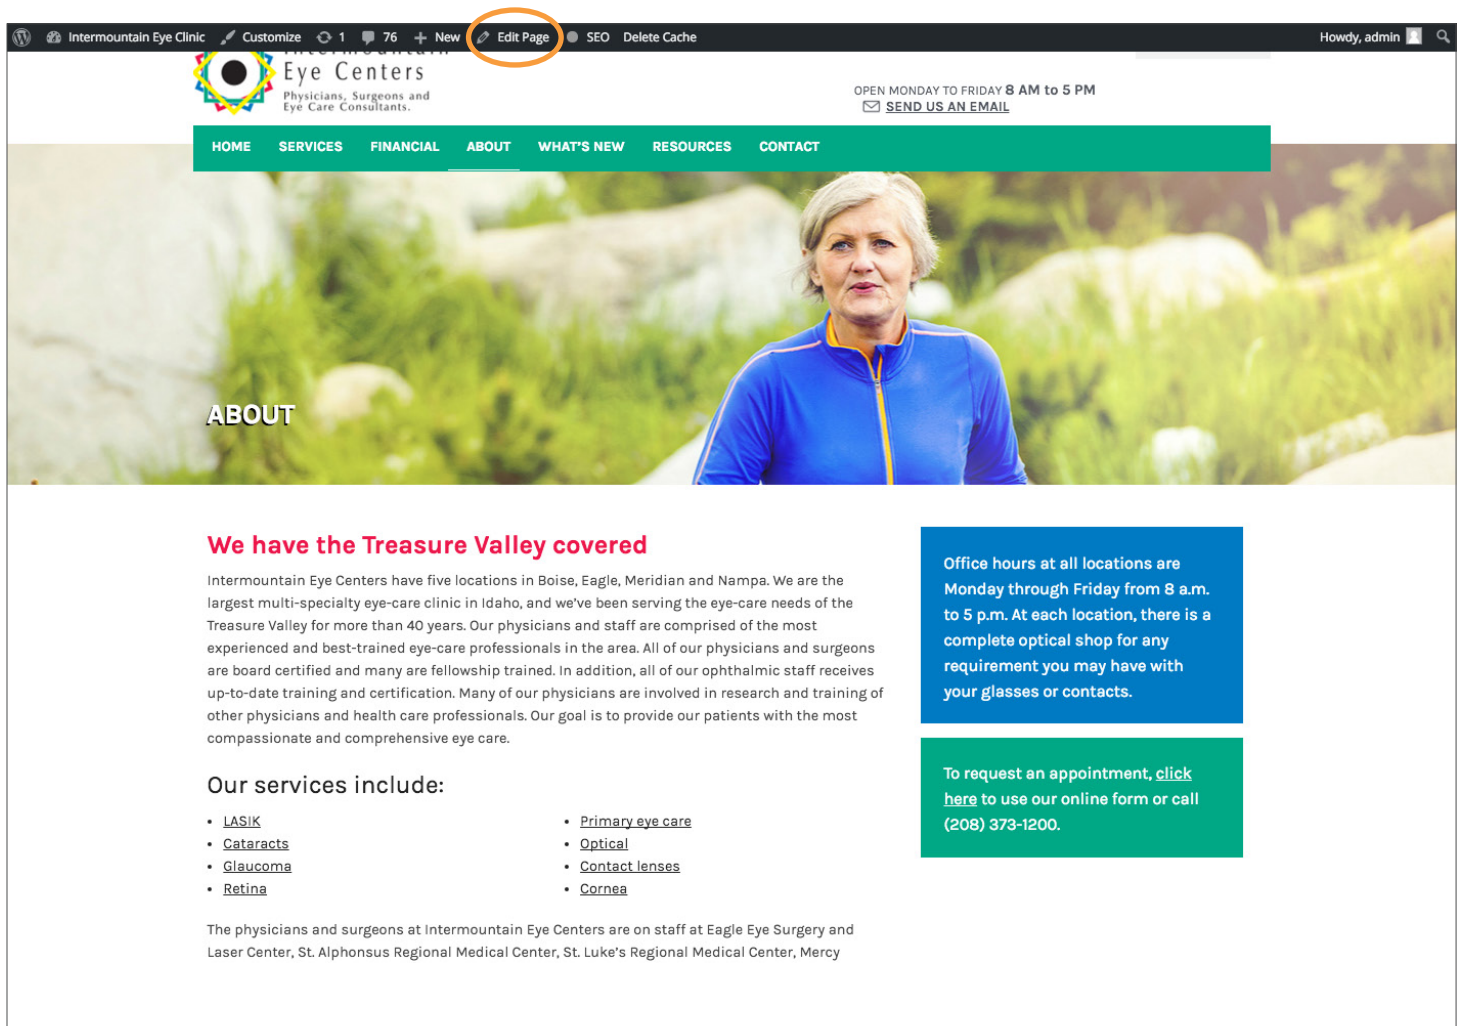 Intermountain Eye Clinic Customize 1 76 New Edit Page SEO Delete Cache Howdy, admin
Intermountain
Eye Centers
Physicians, Surgeons and
Eye Care Consultants.
OPEN MONDAY TO FRIDAY 8 AM to 5 PM
SEND US AN EMAIL
HOME SERVICES FINANCIAL ABOUT WHAT'S NEW RESOURCES CONTACT
ABOUT
We have the Treasure Valley covered
Intermountain Eye Centers have five locations in Boise, Eagle, Meridian and Nampa. We are the
largest multi-specialty eye-care clinic in Idaho, and we've been serving the eye-care needs of the
Treasure Valley for more than 40 years. Our physicians and staff are comprised of the most
experienced and best-trained eye-care professionals in the area. All of our physicians and surgeons
are board certified and many are fellowship trained. In addition, all of our ophthalmic staff receives
up-to-date training and certification. Many of our physicians are involved in research and training of
other physicians and health care professionals. Our goal is to provide our patients with the most
compassionate and comprehensive eye care.
Our services include:
• LASIK
• Cataracts
• Glaucoma
• Retina
• Primary eye care
• Optical
• Contact lenses
• Cornea
The physicians and surgeons at Intermountain Eye Centers are on staff at Eagle Eye Surgery and
Laser Center, St. Alphonsus Regional Medical Center, St. Luke's Regional Medical Center, Mercy
Office hours at all locations are
Monday through Friday from 8 a.m.
to 5 p.m. At each location, there is a
complete optical shop for any
requirement you may have with
your glasses or contacts.
To request an appointment, click
here to use our online form or call
(208) 373-1200.